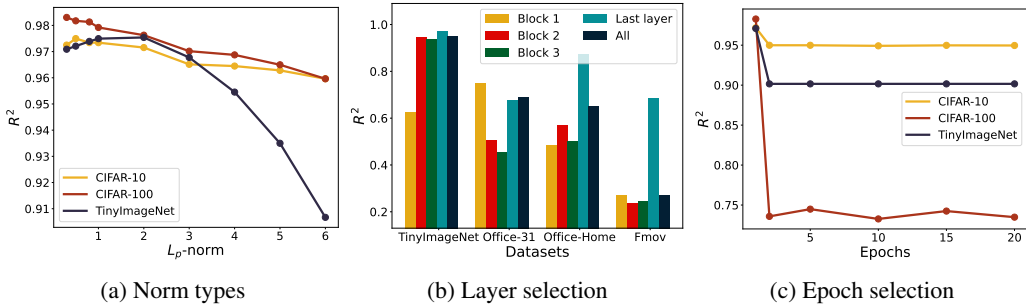 0.98
0.97
0.96
0.95
0.94
0.93
0.92
0.91
R²
CIFAR-10
CIFAR-100
TinyImageNet
1 2 3 4 5 6
Lp-norm
(a) Norm types
1.0
0.8
0.6
0.4
0.2
R²
Block 1 Last layer
Block 2 All
Block 3
TinyImageNet Office-31 Office-Home Fmov
Datasets
(b) Layer selection
0.95
0.90
0.85
0.80
0.75
R²
CIFAR-10
CIFAR-100
TinyImageNet
5 10 15 20
Epochs
(c) Epoch selection